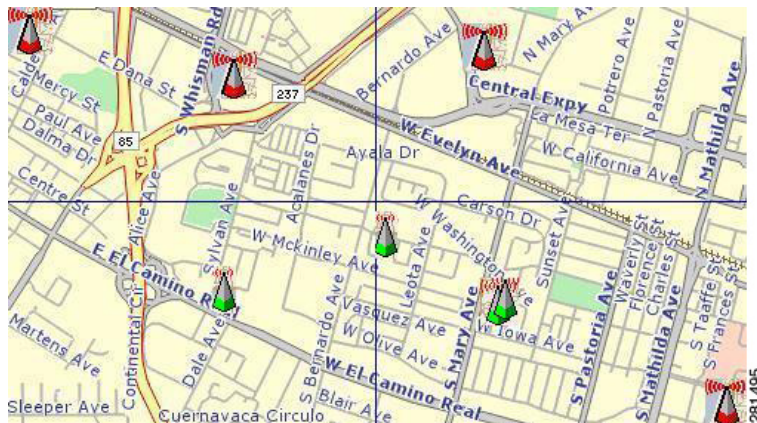 Mercy St
E Dana St
S Whisman Rd
237
Bernardo Ave
N Mary Ave
Potrero Ave
N Pastoria Ave
Central Expy
La Mesa Ter
W California Ave
N Mathilda Ave
Paul Ave
Dalma Dr
85
Ayala Dr
W Evelyn Ave
Centre St
Alice Ave
Sylvan Ave
Acalanes Dr
W McKinley Ave
Carson Dr
W Washington Ave
Sunset Ave
Leota Ave
E El Camino Real
Waverly St
Florence St
Charles St
S Taaffe St
S Frances St
Martens Ave
Continental Cir
Dale Ave
S Bernardo Ave
Vasquez Ave
W Olive Ave
W Iowa Ave
S Mary Ave
S Pastoria Ave
S Mathilda Ave
W El Camino Real
Blair Ave
Sleeper Ave
Cuernavaca Circulo
281495